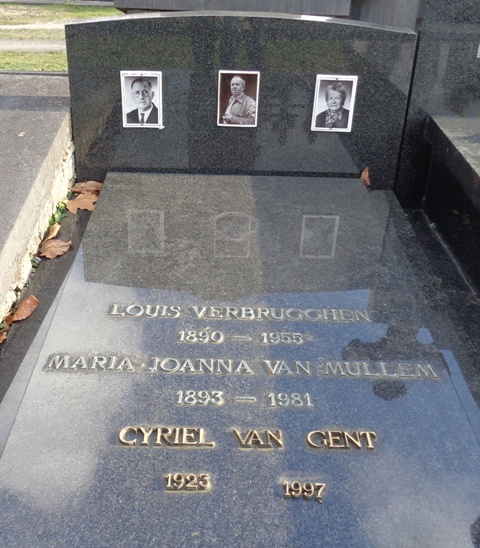 LOUIS VERBRUGGHEN
1890 — 1955
MARIA-JOANNA VAN MULLEM
1893 — 1981
CYRIEL VAN GENT
1923 1997